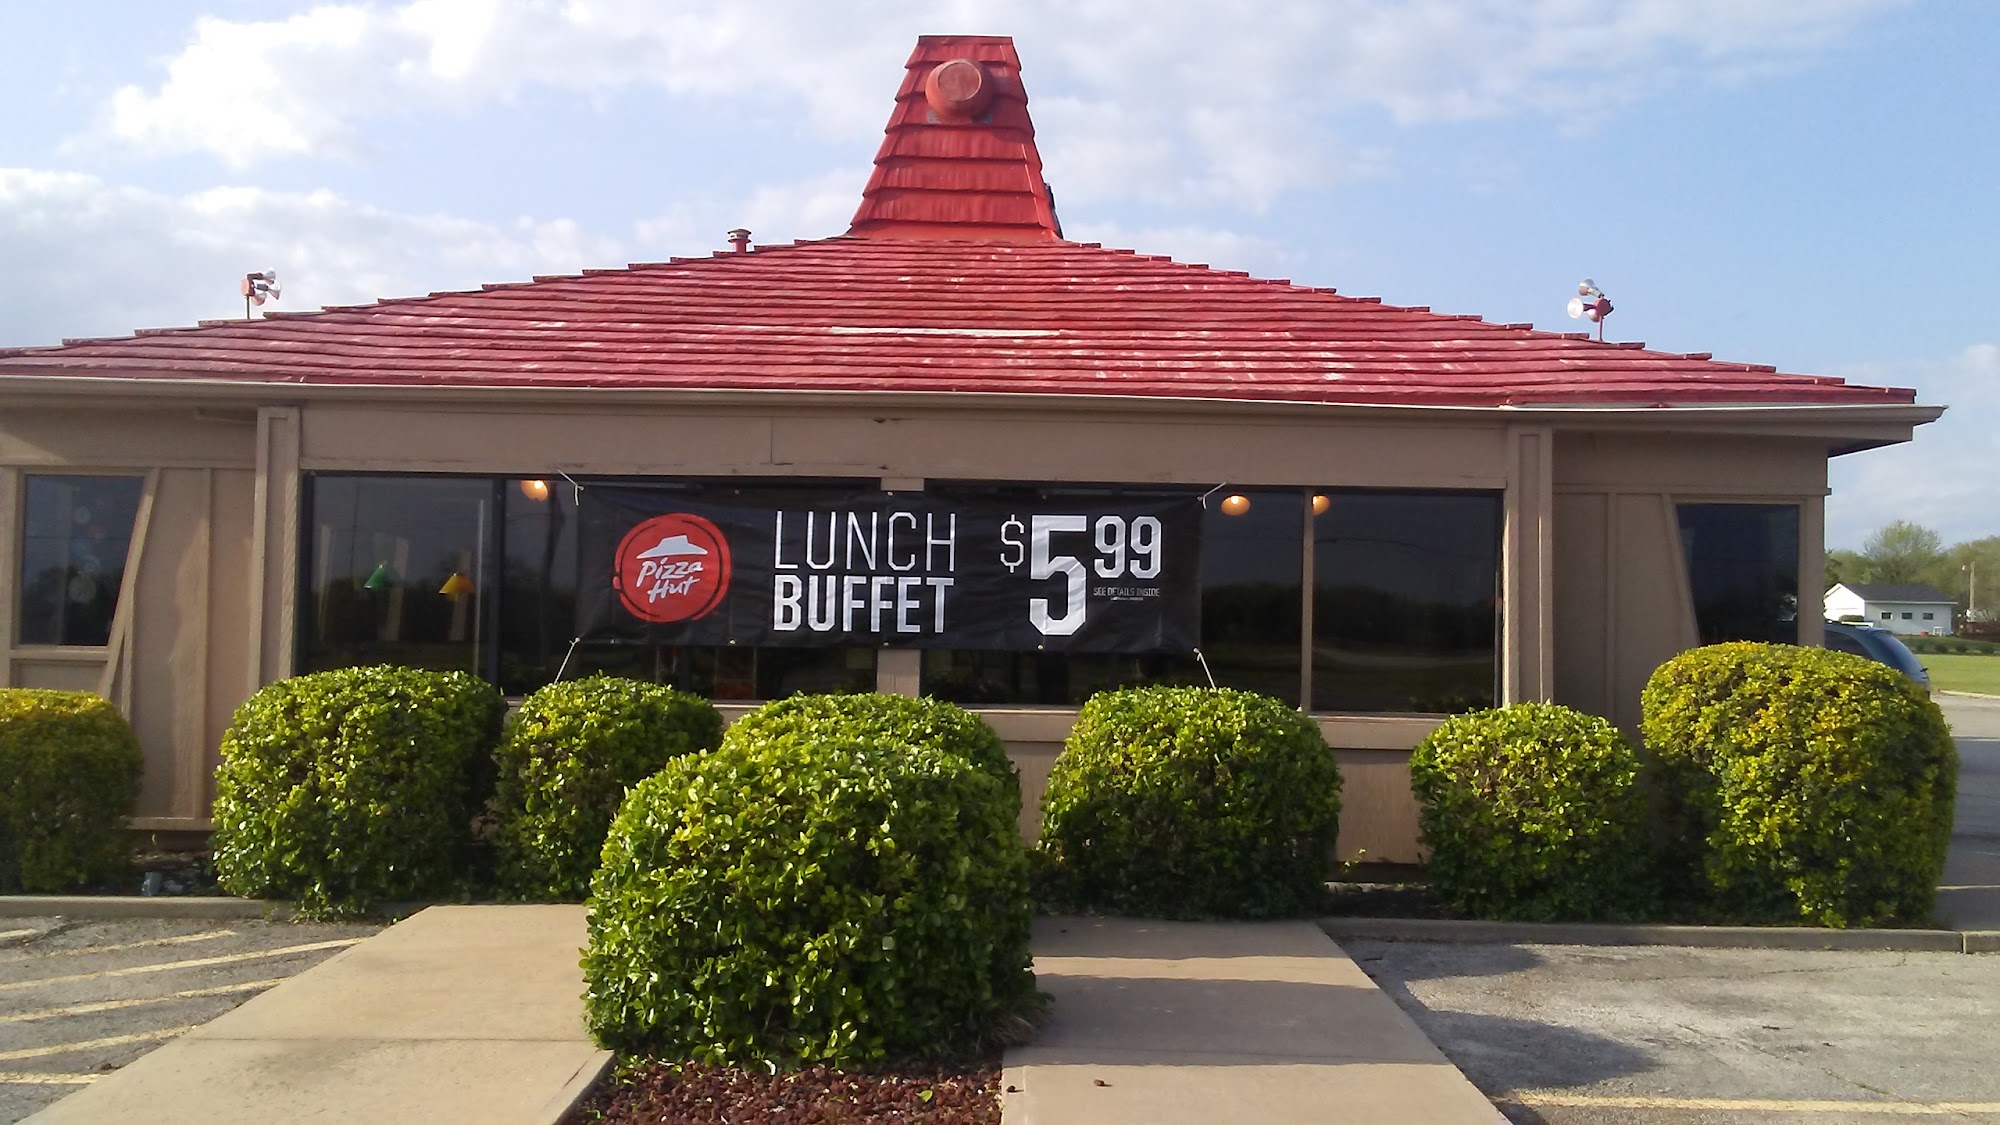 Pizza
Hut
LUNCH
BUFFET
$5.99
SEE DETAILS INSIDE